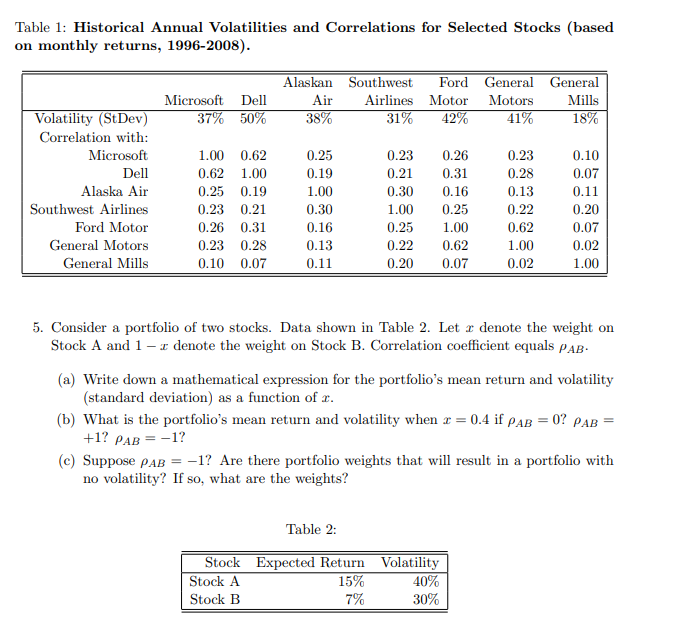 Table 1: Historical Annual Volatilities and Correlations for Selected Stocks (based
on monthly returns, 1996-2008).
Alaskan Southwest Ford General General
Microsoft Dell Air Airlines Motor Motors Mills
Volatility (StDev) 37% 50% 38% 31% 42% 41% 18%
Correlation with:
Microsoft 1.00 0.62 0.25 0.23 0.26 0.23 0.10
Dell 0.62 1.00 0.19 0.21 0.31 0.28 0.07
Alaska Air 0.25 0.19 1.00 0.30 0.16 0.13 0.11
Southwest Airlines 0.23 0.21 0.30 1.00 0.25 0.22 0.20
Ford Motor 0.26 0.31 0.16 0.25 1.00 0.62 0.07
General Motors 0.23 0.28 0.13 0.22 0.62 1.00 0.02
General Mills 0.10 0.07 0.11 0.20 0.07 0.02 1.00
5. Consider a portfolio of two stocks. Data shown in Table 2. Let x denote the weight on
Stock A and 1 − x denote the weight on Stock B. Correlation coefficient equals ρAB.
(a) Write down a mathematical expression for the portfolio's mean return and volatility
(standard deviation) as a function of x.
(b) What is the portfolio's mean return and volatility when x = 0.4 if ρAB = 0? ρAB =
+1? ρAB = −1?
(c) Suppose ρAB = −1? Are there portfolio weights that will result in a portfolio with
no volatility? If so, what are the weights?
Table 2:
Stock Expected Return Volatility
Stock A 15% 40%
Stock B 7% 30%